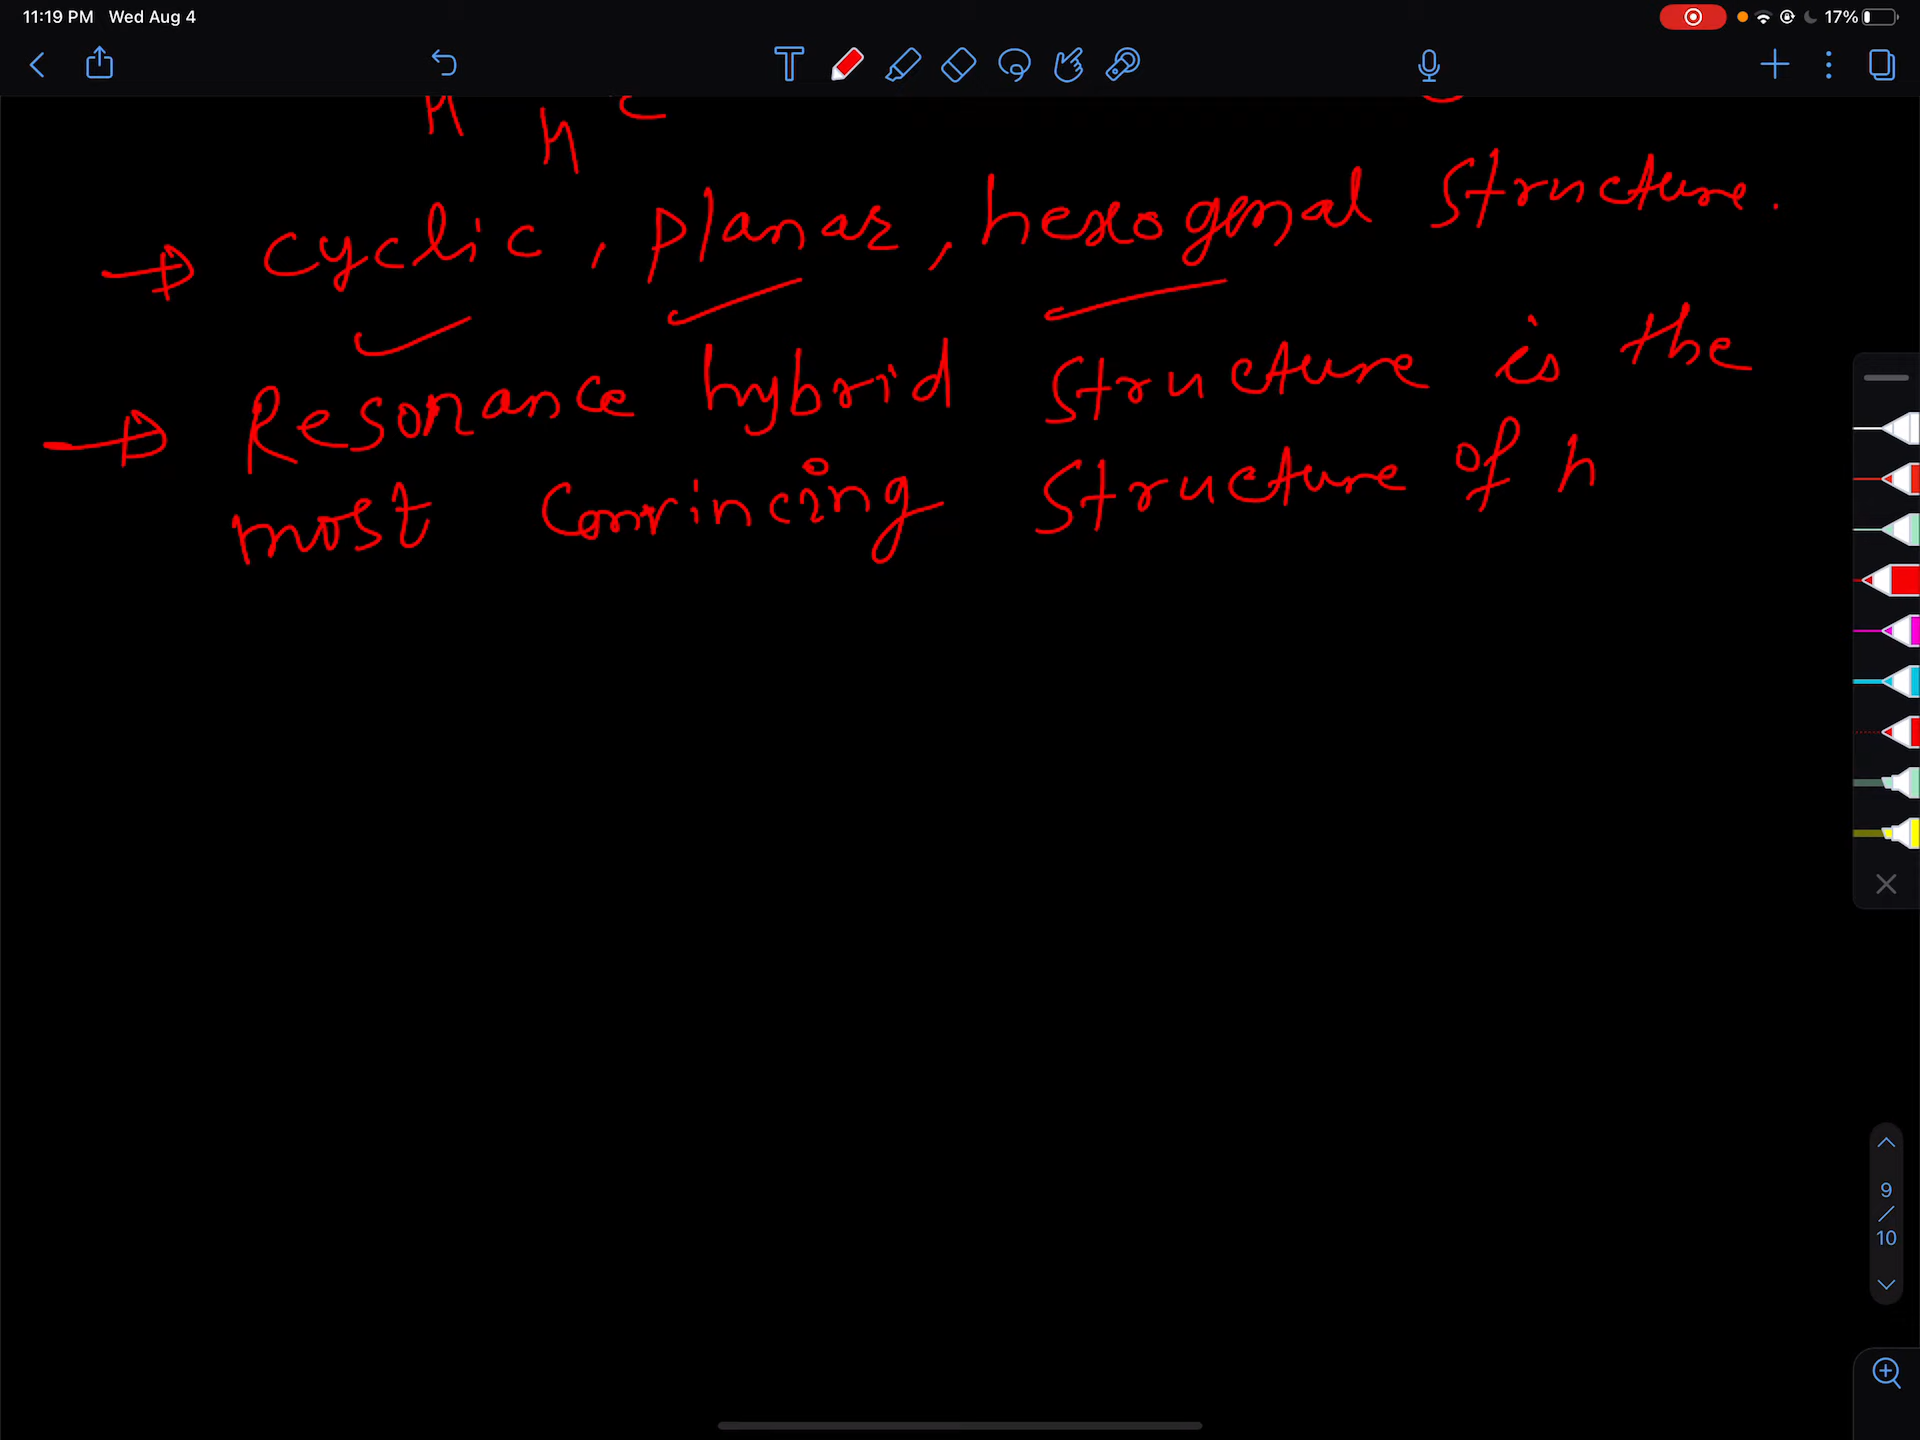 11:19 PM Wed Aug 4
17%
H h
→ cyclic, planar, hexogenal structure.
→ Resonance hybrid structure is the
most convincing structure of h
9
/
10